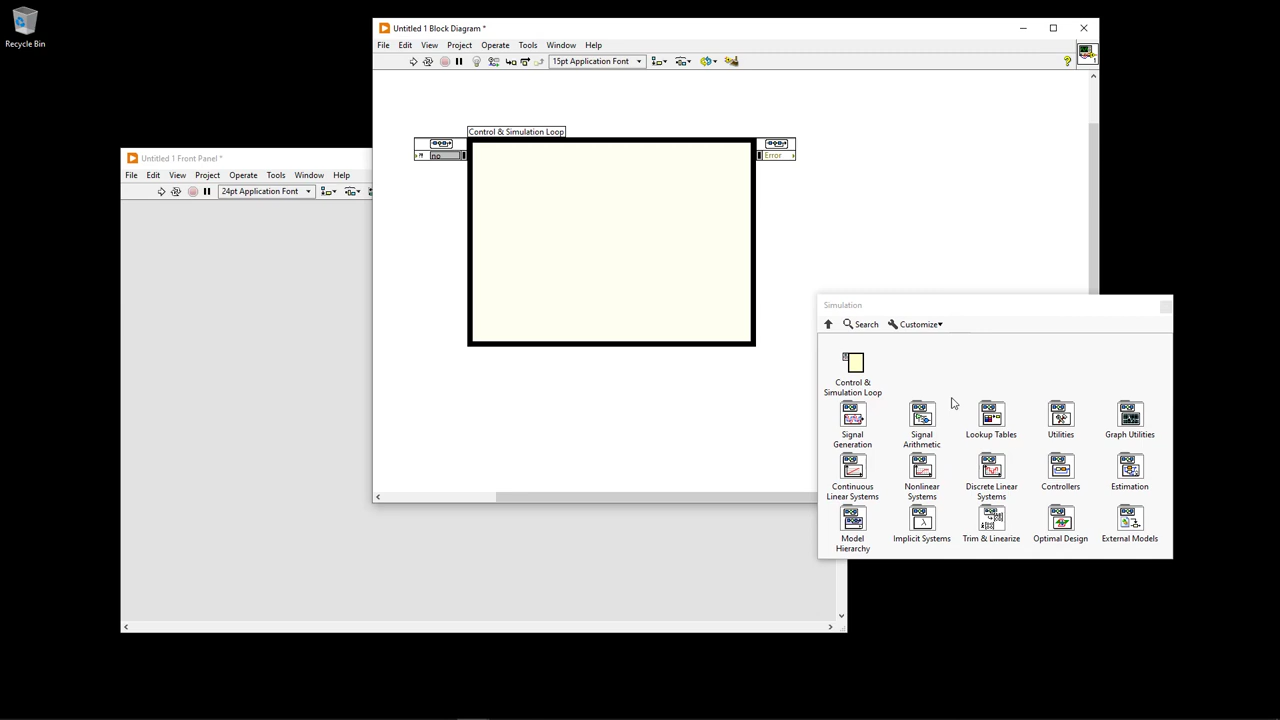 Recycle Bin
Untitled 1 Block Diagram *
File Edit View Project Operate Tools Window Help
15pt Application Font
Control & Simulation Loop
no
Error
Untitled 1 Front Panel *
File Edit View Project Operate Tools Window Help
24pt Application Font
Simulation
Search Customize
Control &
Simulation Loop
Signal
Generation
Signal
Arithmetic
Lookup Tables
Utilities
Graph Utilities
Continuous
Linear Systems
Nonlinear
Systems
Discrete Linear
Systems
Controllers
Estimation
Model
Hierarchy
Implicit Systems
Trim & Linearize
Optimal Design
External Models